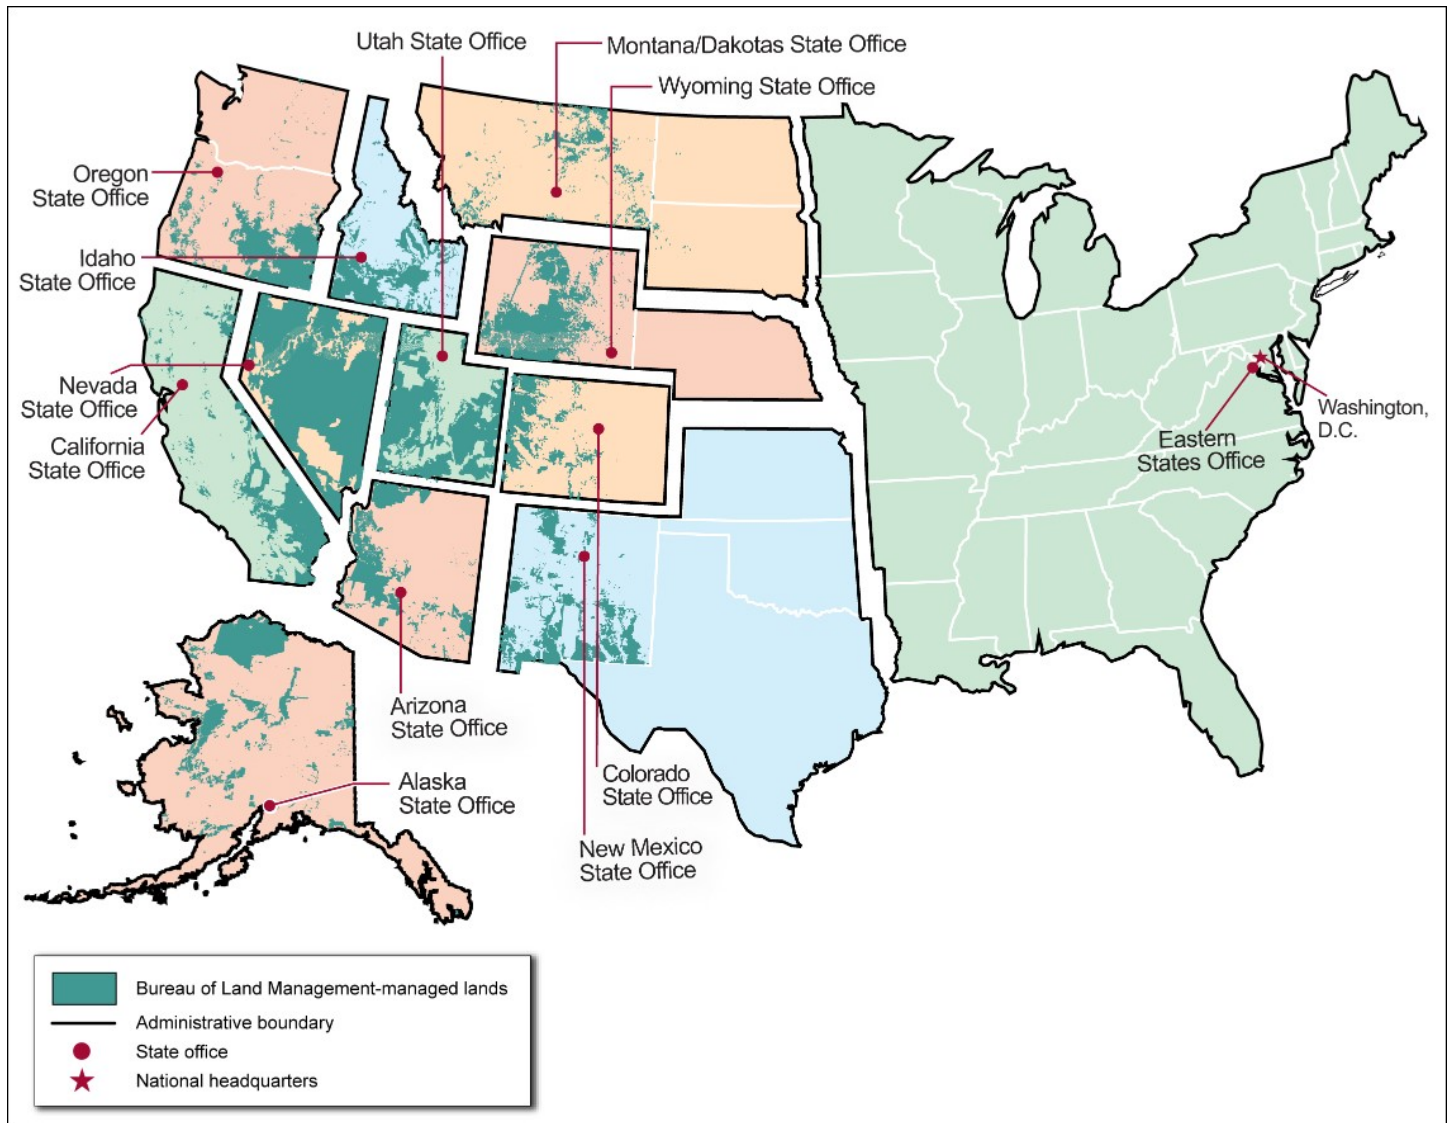 Utah State Office
Montana/Dakotas State Office
Wyoming State Office
Oregon
State Office
Idaho
State Office
Nevada
State Office
California
State Office
Washington,
D.C.
Eastern
States Office
Arizona
State Office
Colorado
State Office
Alaska
State Office
New Mexico
State Office
Bureau of Land Management-managed lands
Administrative boundary
State office
National headquarters